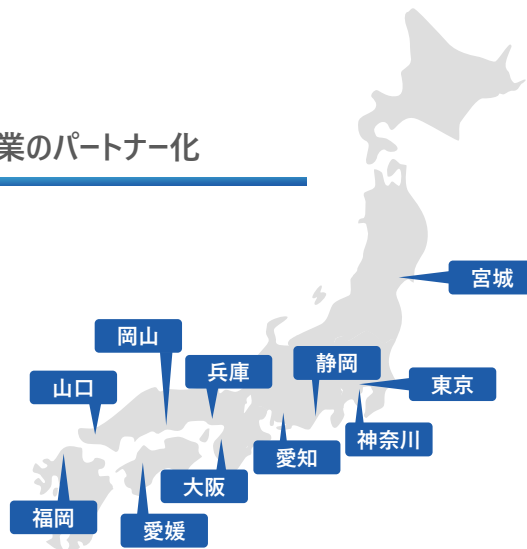 業のパートナー化
宮城
岡山
兵庫
静岡
山口
東京
神奈川
愛知
大阪
福岡
愛媛